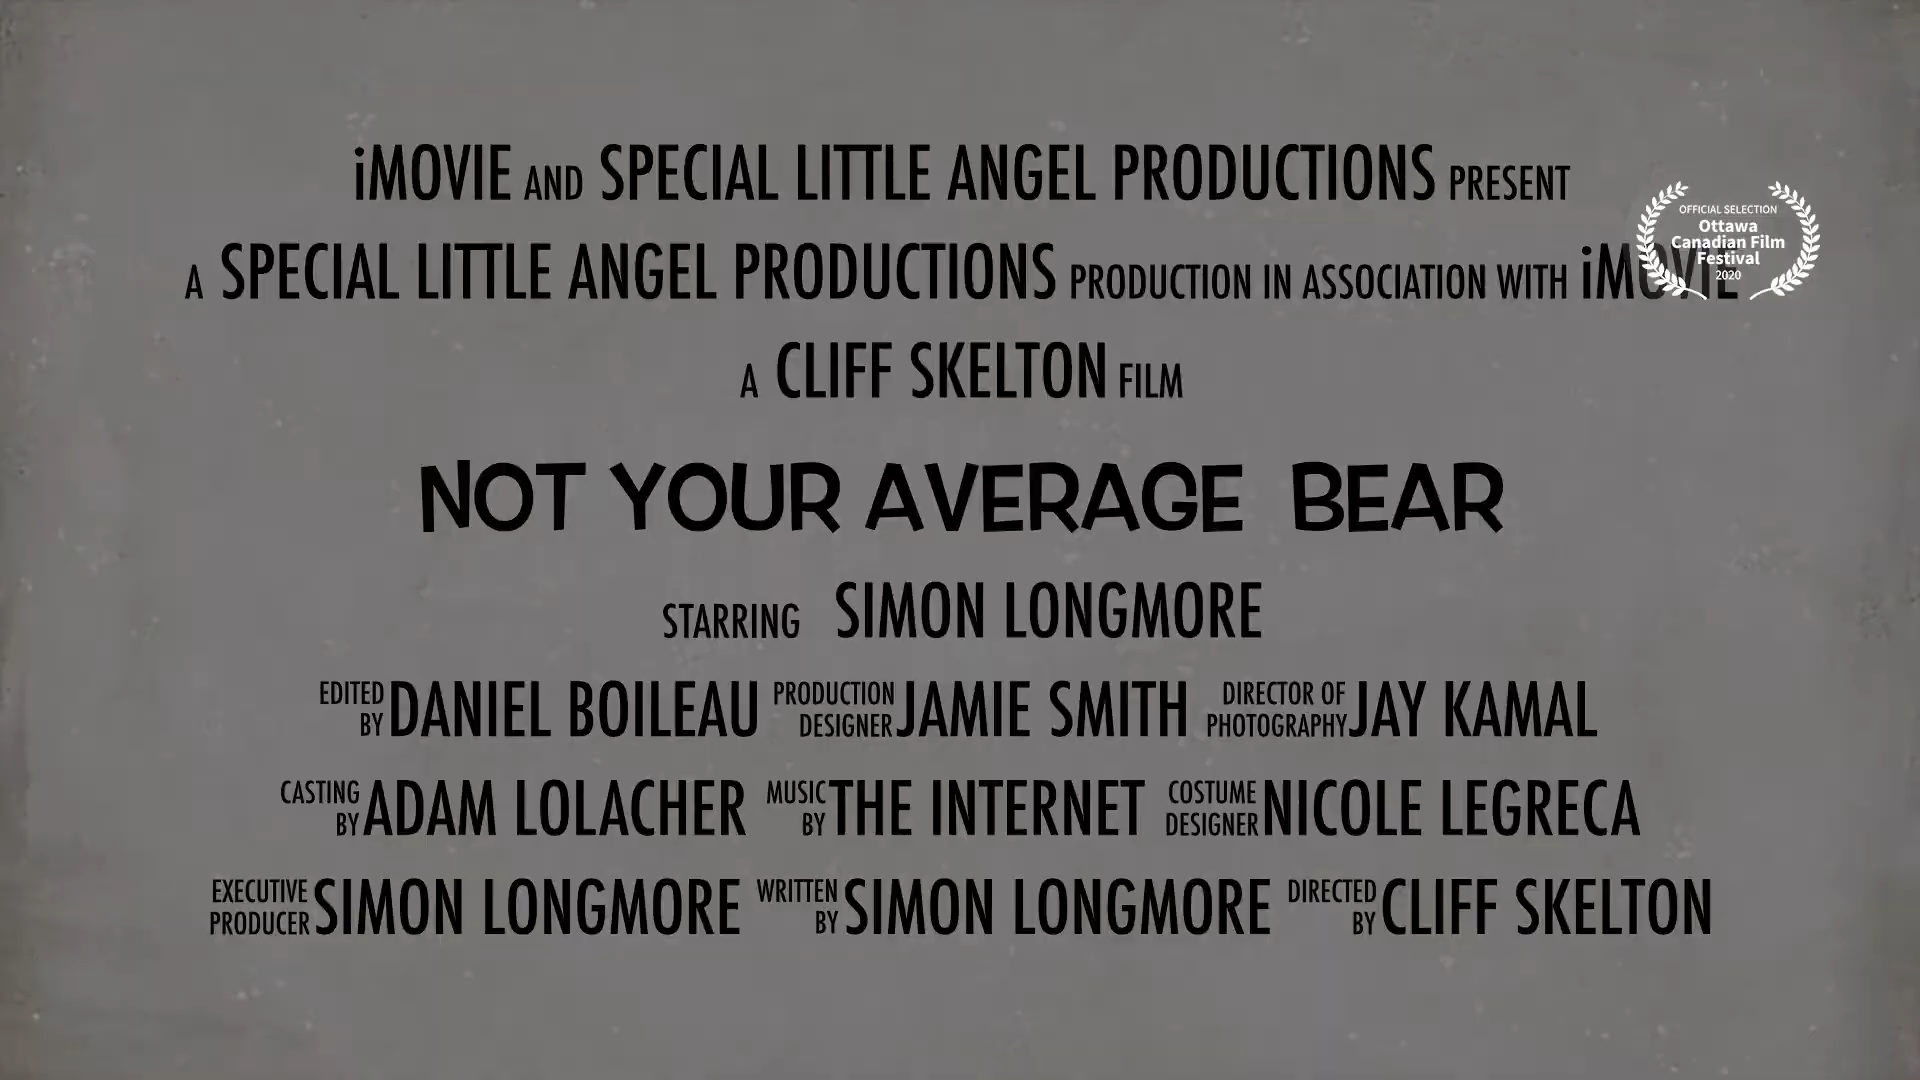 iMOVIE AND SPECIAL LITTLE ANGEL PRODUCTIONS PRESENT
OFFICIAL SELECTION
Ottawa
Canadian Film
Festival
2020
A SPECIAL LITTLE ANGEL PRODUCTIONS PRODUCTION IN ASSOCIATION WITH iMOVIE
A CLIFF SKELTON FILM
NOT YOUR AVERAGE BEAR
STARRING SIMON LONGMORE
EDITED BY DANIEL BOILEAU PRODUCTION DESIGNER JAMIE SMITH DIRECTOR OF PHOTOGRAPHY JAY KAMAL
CASTING BY ADAM LOLACHER MUSIC BY THE INTERNET COSTUME DESIGNER NICOLE LEGRECA
EXECUTIVE PRODUCER SIMON LONGMORE WRITTEN BY SIMON LONGMORE DIRECTED BY CLIFF SKELTON